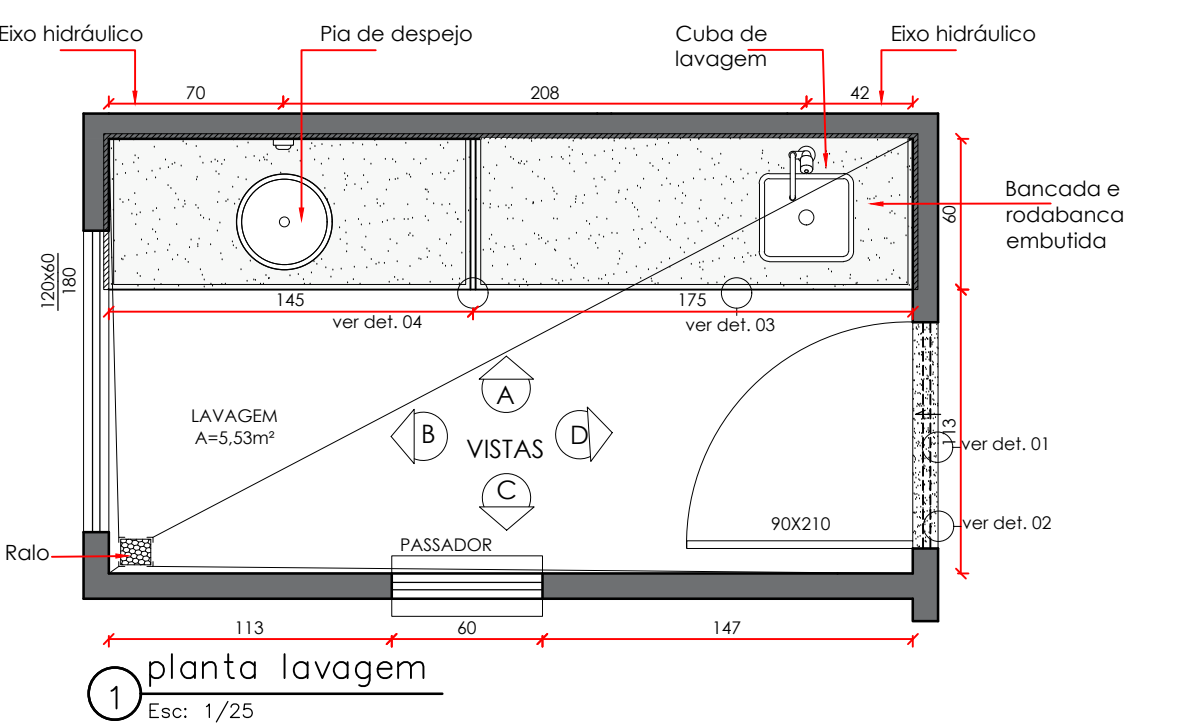 Eixo hidráulico
Pia de despejo
Cuba de
lavagem
Eixo hidráulico
70
208
42
Bancada e
rodabanca
embutida
60
120x60
180
145
175
ver det. 04
ver det. 03
LAVAGEM
A=5,53m²
A
B
VISTAS
D
C
113
ver det. 01
90X210
ver det. 02
Ralo
PASSADOR
113
60
147
1
planta lavagem
Esc: 1/25